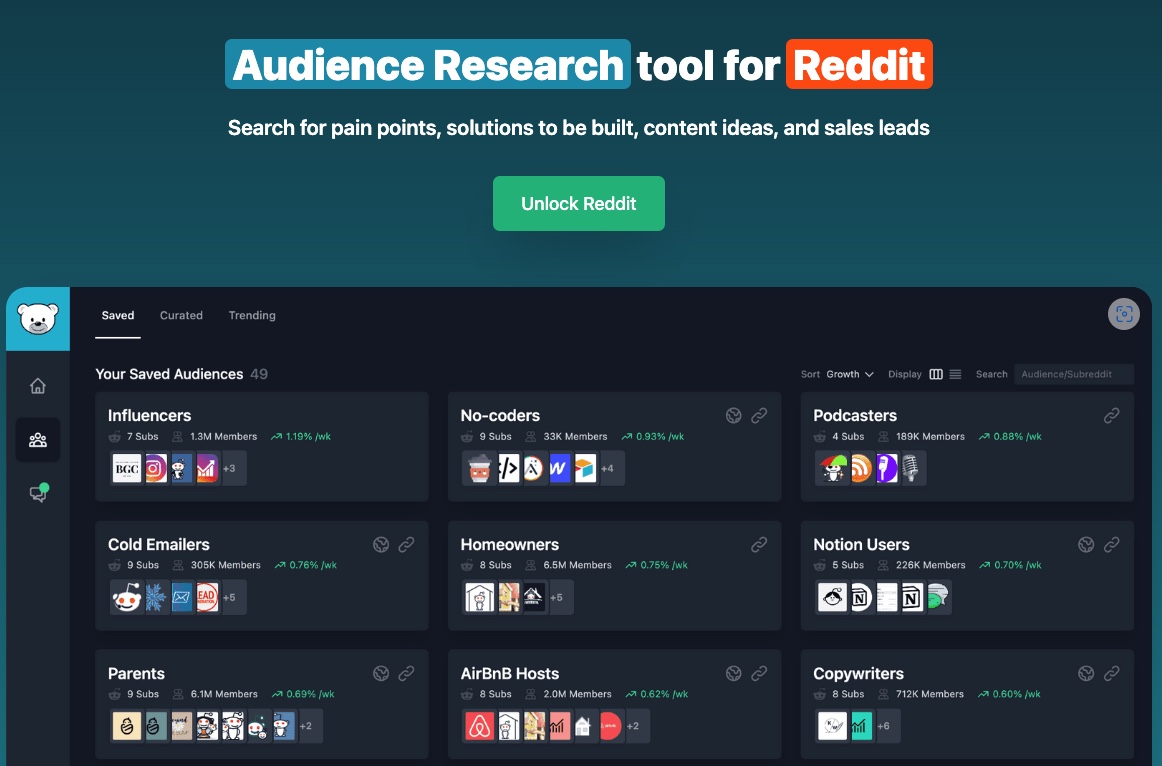 Audience Research tool for Reddit
Search for pain points, solutions to be built, content ideas, and sales leads
Unlock Reddit
Saved Curated Trending
Your Saved Audiences 49
Sort Growth Display Search Audience/Subreddit
Influencers
7 Subs 1.3M Members 1.19% /wk
BGC +3
No-coders
9 Subs 33K Members 0.93% /wk
</> W +4
Podcasters
4 Subs 189K Members 0.88% /wk
Cold Emailers
9 Subs 305K Members 0.76% /wk
LEAD +5
Homeowners
8 Subs 6.5M Members 0.75% /wk
+5
Notion Users
5 Subs 226K Members 0.70% /wk
N N
Parents
9 Subs 6.1M Members 0.69% /wk
+2
AirBnB Hosts
8 Subs 2.0M Members 0.62% /wk
+2
Copywriters
8 Subs 712K Members 0.60% /wk
+6